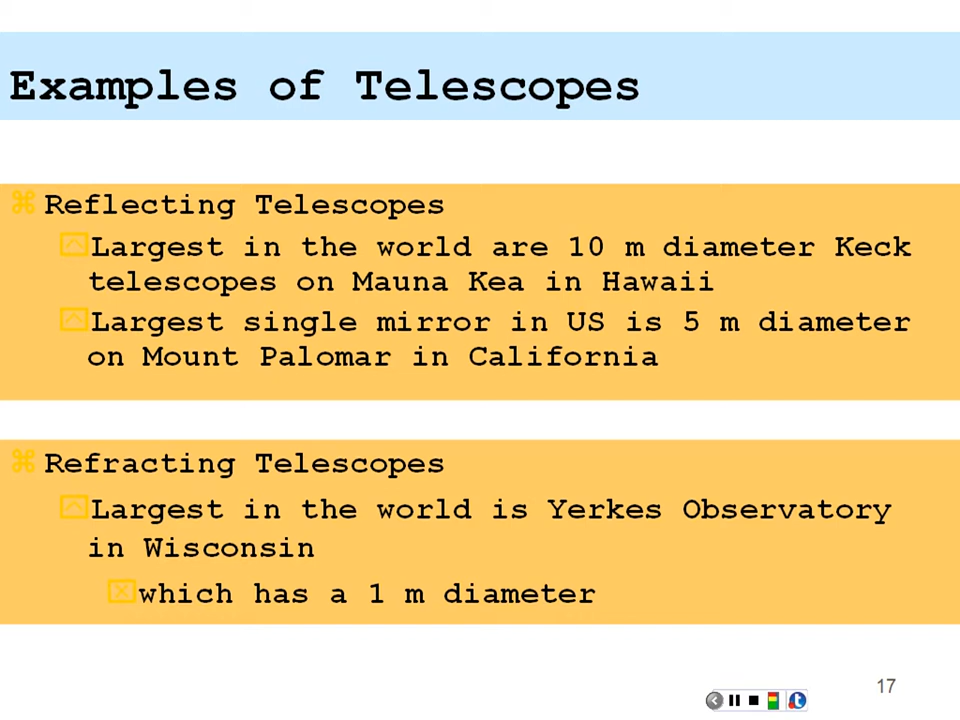 Examples of Telescopes
Reflecting Telescopes
Largest in the world are 10 m diameter Keck
telescopes on Mauna Kea in Hawaii
Largest single mirror in US is 5 m diameter
on Mount Palomar in California
Refracting Telescopes
Largest in the world is Yerkes Observatory
in Wisconsin
which has a 1 m diameter
17